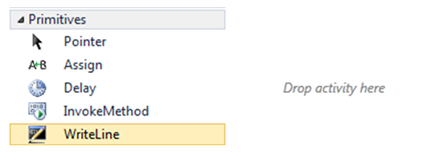 Primitives
Pointer
A+B Assign
Delay
Drop activity here
InvokeMethod
WriteLine